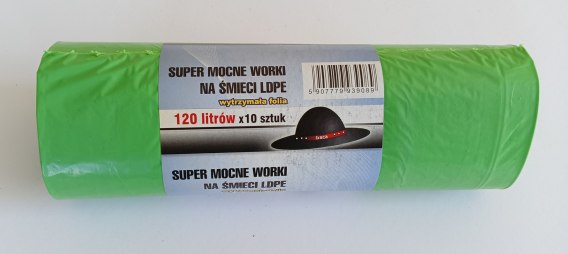 SUPER MOCNE WORKI
NA ŚMIECI LDPE
wytrzymała folia
120 litrów x10 sztuk
5 907779 939089
baca
SUPER MOCNE WORKI
NA ŚMIECI LDPE